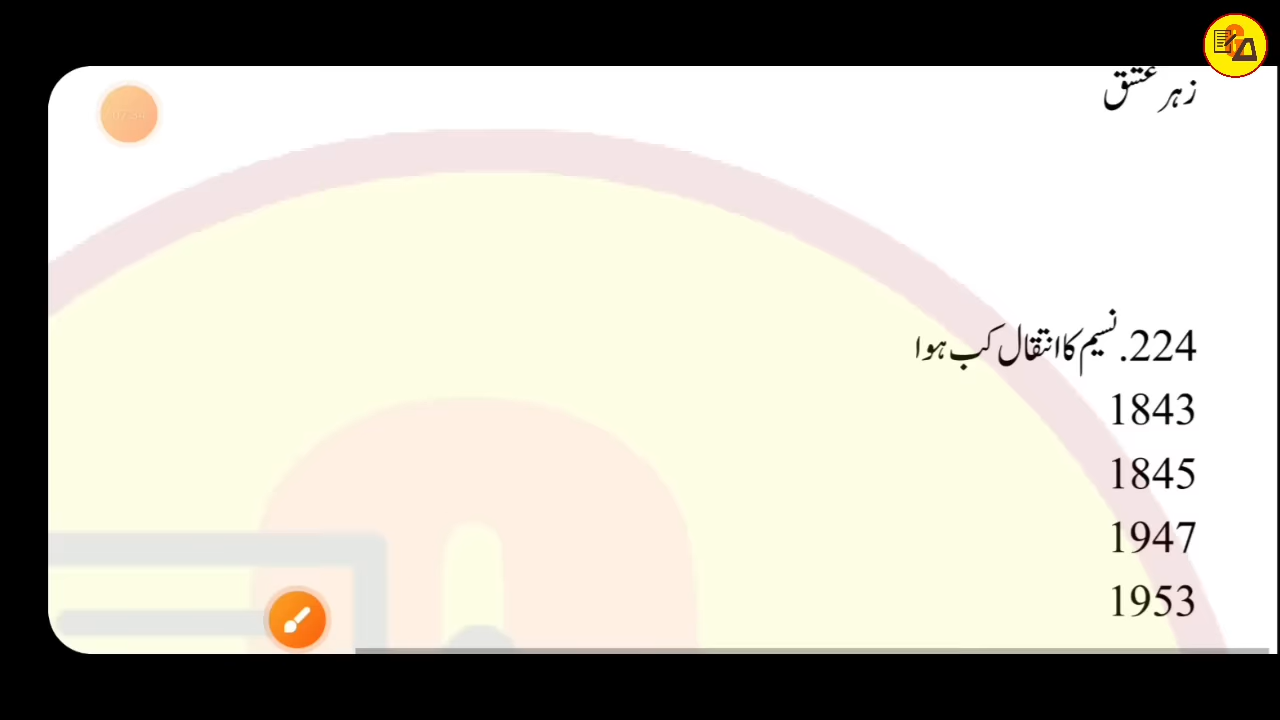 زہر عشق
224.نسیم کا انتقال کب ہوا
1843
1845
1947
1953